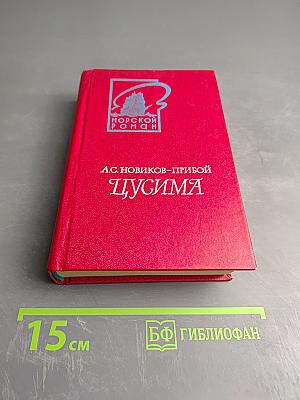 МОРСКОЙ
РОМАН
А.С.НОВИКОВ-ПРИБОЙ
ЦУСИМА
15 см
БФ ГИБЛИОФАН